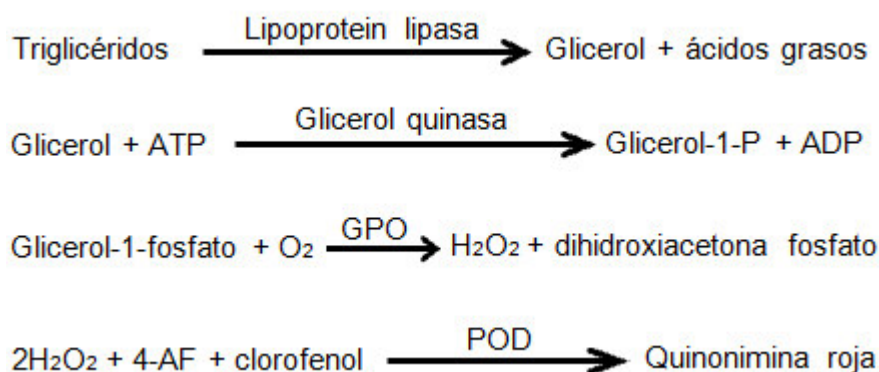 Triglicéridos Lipoprotein lipasa Glicerol + ácidos grasos
Glicerol + ATP Glicerol quinasa Glicerol-1-P + ADP
Glicerol-1-fosfato + O₂ GPO H₂O₂ + dihidroxiacetona fosfato
2H₂O₂ + 4-AF + clorofenol POD Quinonimina roja